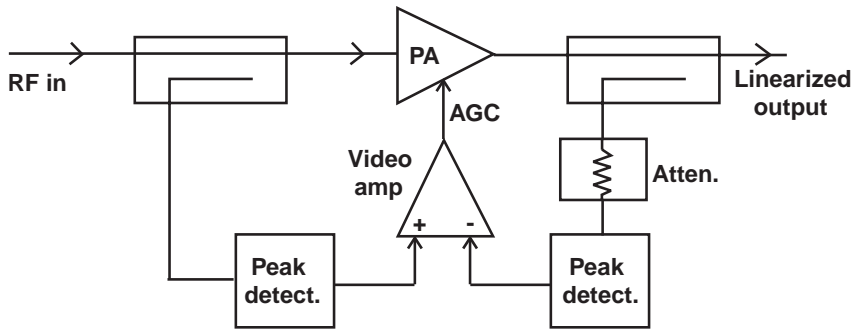 RF in
PA
AGC
Linearized
output
Video
amp
Atten.
+
-
Peak
detect.
Peak
detect.